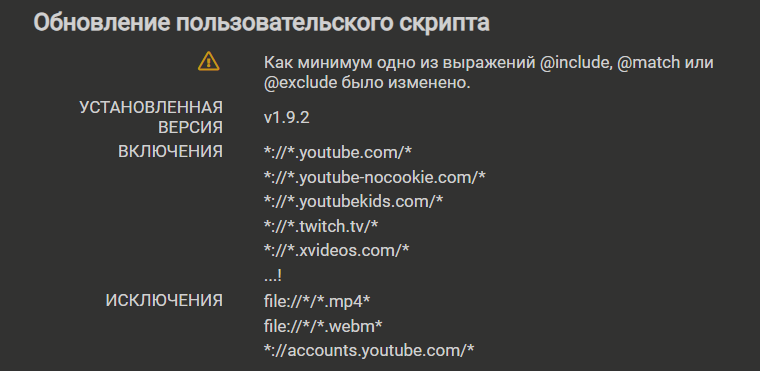 Обновление пользовательского скрипта
Как минимум одно из выражений @include, @match или
@exclude было изменено.
УСТАНОВЛЕННАЯ
ВЕРСИЯ
v1.9.2
ВКЛЮЧЕНИЯ
*://*.youtube.com/*
*://*.youtube-nocookie.com/*
*://*.youtubekids.com/*
*://*.twitch.tv/*
*://*.xvideos.com/*
...!
ИСКЛЮЧЕНИЯ
file://*/*.mp4*
file://*/*.webm*
*://accounts.youtube.com/*